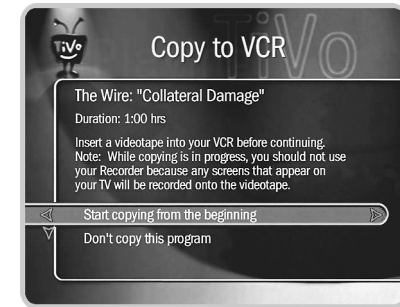 TiVo
Copy to VCR
TiVo
The Wire: "Collateral Damage"
Duration: 1:00 hrs
Insert a videotape into your VCR before continuing.
Note: While copying is in progress, you should not use
your Recorder because any screens that appear on
your TV will be recorded onto the videotape.
Start copying from the beginning
Don't copy this program